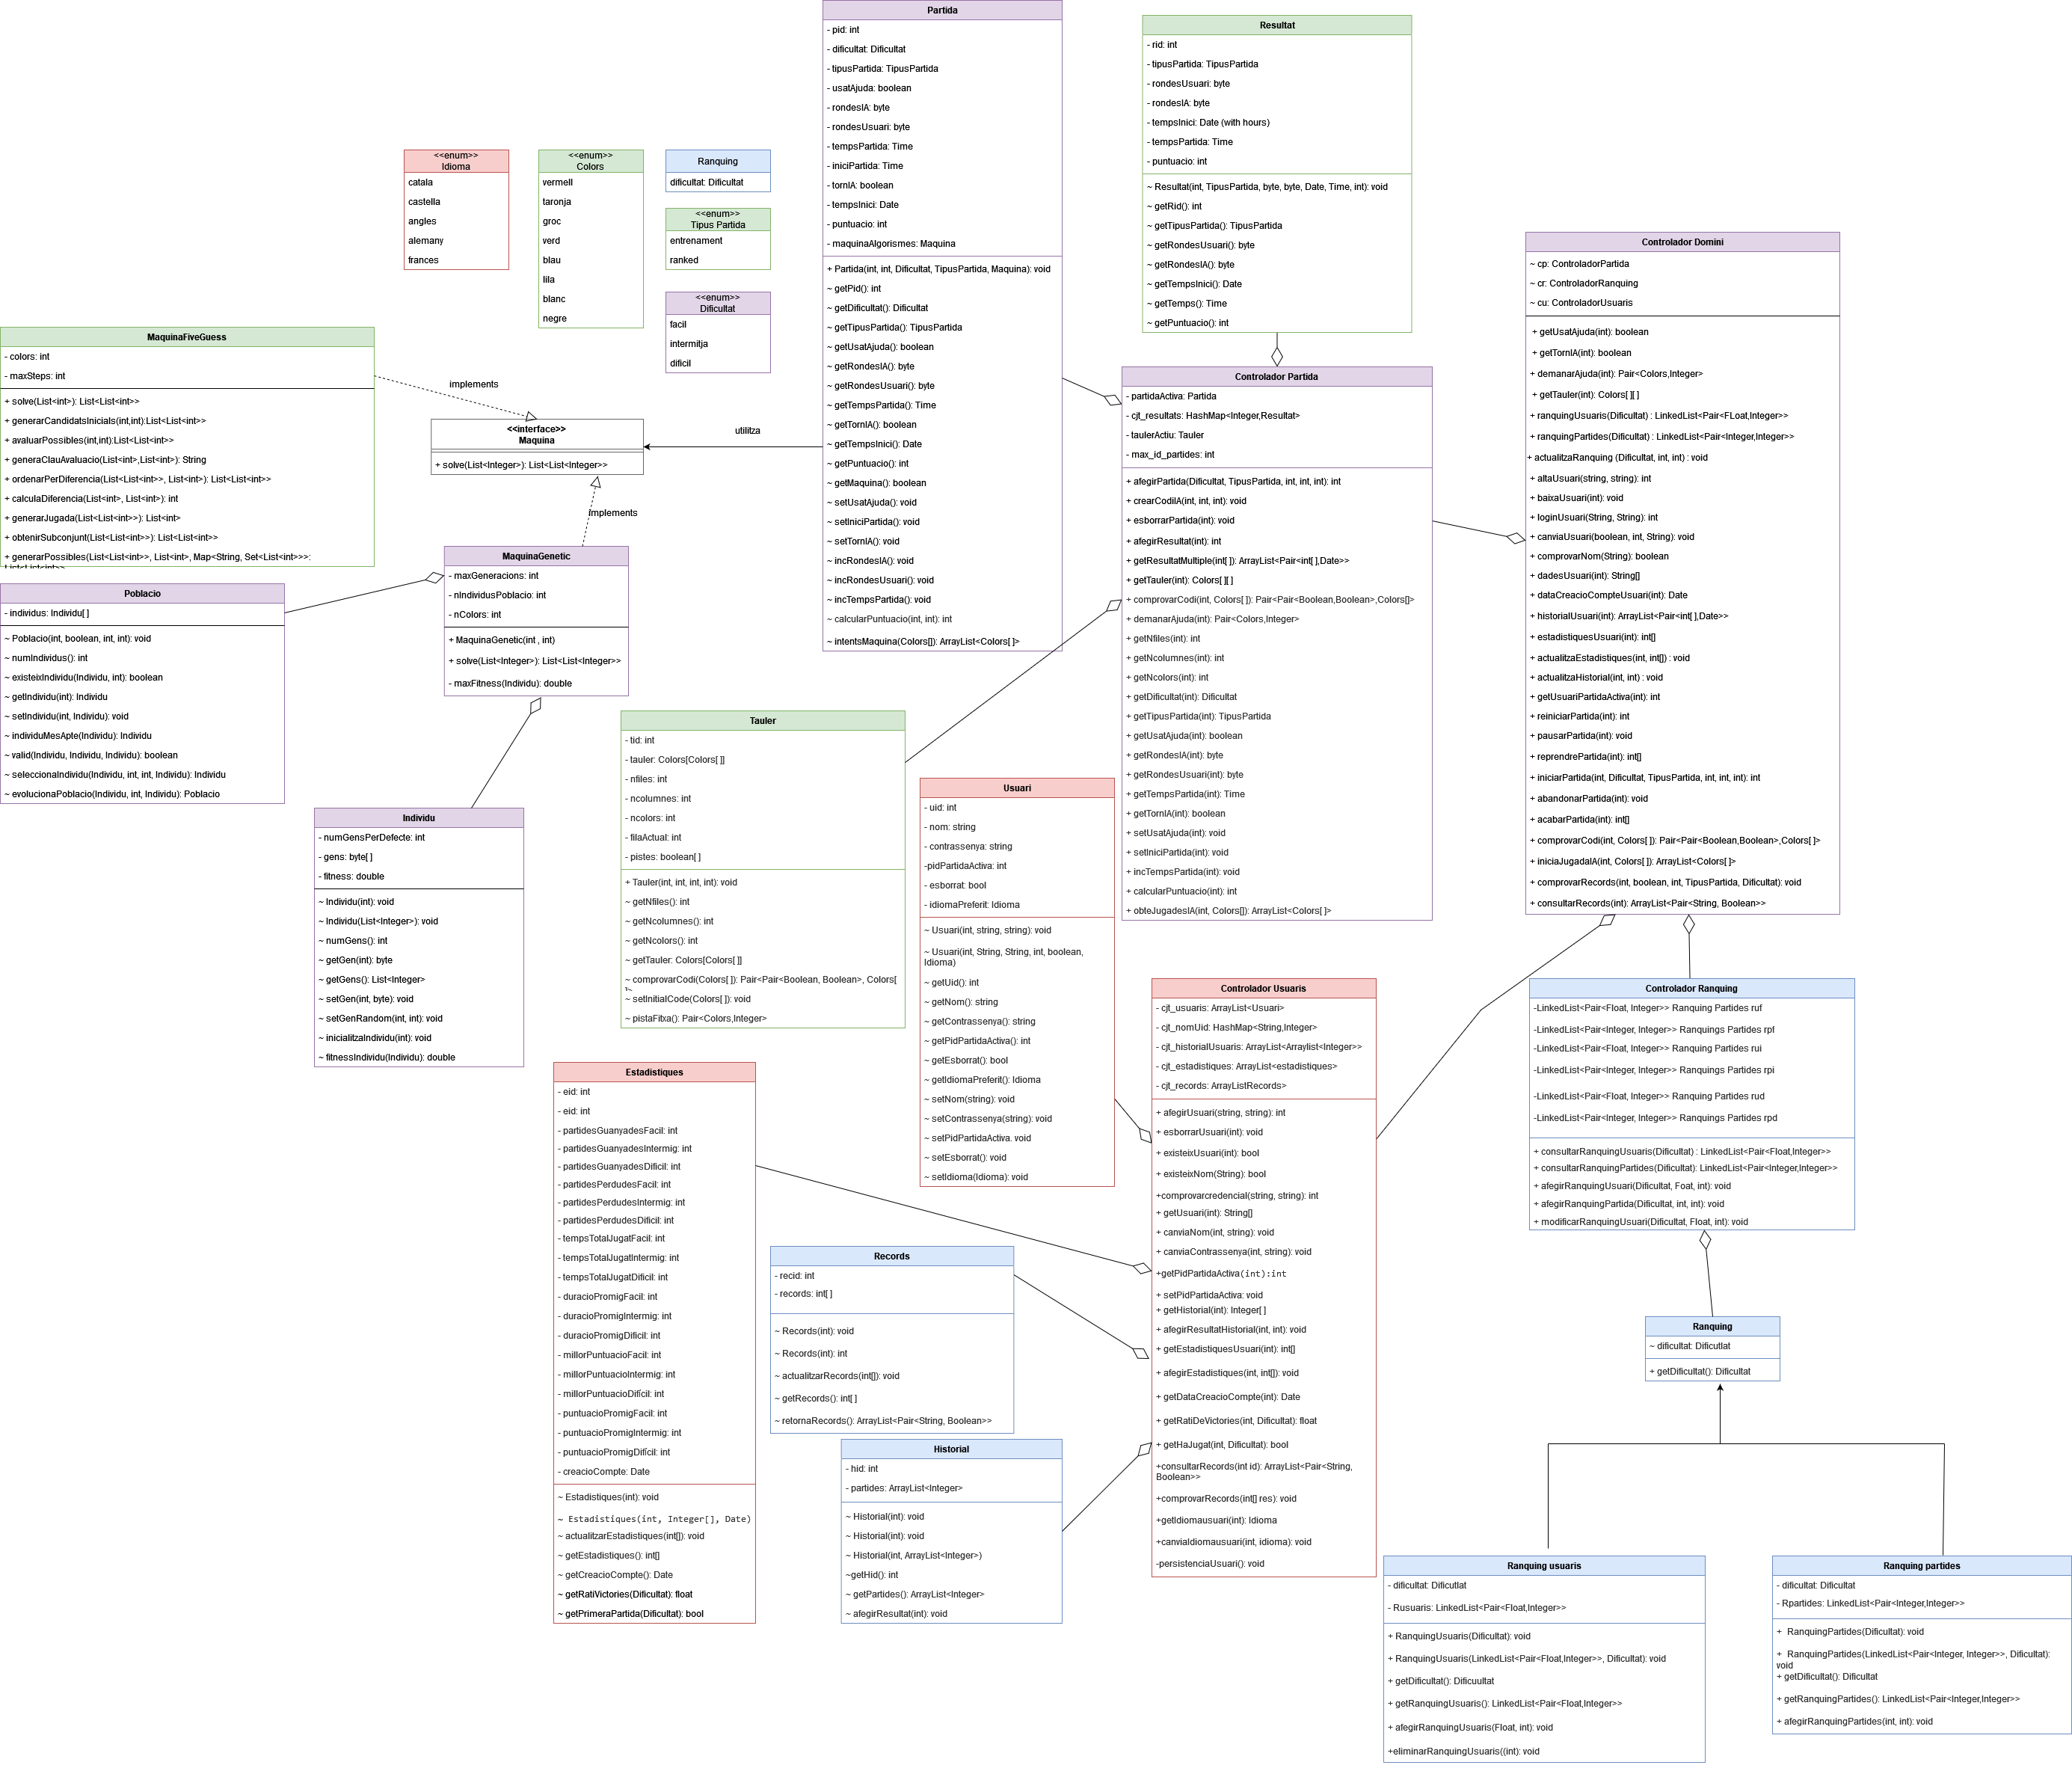 Partida
- pid: int
- dificultat: Dificultat
- tipusPartida: TipusPartida
- usatAjuda: boolean
- rondesIA: byte
- rondesUsuari: byte
- tempsPartida: Time
- iniciPartida: Time
- tornIA: boolean
- tempsInici: Date
- puntuacio: int
- maquinaAlgorismes: Maquina
+ Partida(int, int, Dificultat, TipusPartida, Maquina): void
~ getPid(): int
~ getDificultat(): Dificultat
~ getTipusPartida(): TipusPartida
~ getUsatAjuda(): boolean
~ getRondesIA(): byte
~ getRondesUsuari(): byte
~ getTempsPartida(): Time
~ getTornIA(): boolean
~ getTempsInici(): Date
~ getPuntuacio(): int
~ getMaquina(): boolean
~ setUsatAjuda(): void
~ setIniciPartida(): void
~ setTornIA(): void
~ incRondesIA(): void
~ incRondesUsuari(): void
~ incTempsPartida(): void
~ calcularPuntuacio(int, int): int
~ intentsMaquina(Colors[]): ArrayList<Colors[ ]>
Resultat
- rid: int
- tipusPartida: TipusPartida
- rondesUsuari: byte
- rondesIA: byte
- tempsInici: Date (with hours)
- tempsPartida: Time
- puntuacio: int
~ Resultat(int, TipusPartida, byte, byte, Date, Time, int): void
~ getRid(): int
~ getTipusPartida(): TipusPartida
~ getRondesUsuari(): byte
~ getRondesIA(): byte
~ getTempsInici(): Date
~ getTemps(): Time
~ getPuntuacio(): int
<<enum>>
Idioma
catala
castella
angles
alemany
frances
<<enum>>
Colors
vermell
taronja
groc
verd
blau
lila
blanc
negre
Ranquing
dificultat: Dificultat
<<enum>>
Tipus Partida
entrenament
ranked
<<enum>>
Dificultat
facil
intermitja
dificil
Controlador Domini
~ cp: ControladorPartida
~ cr: ControladorRanquing
~ cu: ControladorUsuaris
+ getUsatAjuda(int): boolean
+ getTornIA(int): boolean
+ demanarAjuda(int): Pair<Colors,Integer>
+ getTauler(int): Colors[ ][ ]
+ ranquingUsuaris(Dificultat) : LinkedList<Pair<FLoat,Integer>>
+ ranquingPartides(Dificultat) : LinkedList<Pair<Integer,Integer>>
+ actualitzaRanquing (Dificultat, int, int) : void
+ altaUsuari(string, string): int
+ baixaUsuari(int): void
+ loginUsuari(String, String): int
+ canviaUsuari(boolean, int, String): void
+ comprovarNom(String): boolean
+ dadesUsuari(int): String[]
+ dataCreacioCompteUsuari(int): Date
+ historialUsuari(int): ArrayList<Pair<int[ ],Date>>
+ estadistiquesUsuari(int): int[]
+ actualitzaEstadistiques(int, int[]) : void
+ actualitzaHistorial(int, int) : void
+ getUsuariPartidaActiva(int): int
+ reiniciarPartida(int): int
+ pausarPartida(int): void
+ reprendrePartida(int): int[]
+ iniciarPartida(int, Dificultat, TipusPartida, int, int, int): int
+ abandonarPartida(int): void
+ acabarPartida(int): int[]
+ comprovarCodi(int, Colors[ ]): Pair<Pair<Boolean,Boolean>,Colors[ ]>
+ iniciaJugadaIA(int, Colors[ ]): ArrayList<Colors[ ]>
+ comprovarRecords(int, boolean, int, TipusPartida, Dificultat): void
+ consultarRecords(int): ArrayList<Pair<String, Boolean>>
MaquinaFiveGuess
- colors: int
- maxSteps: int
+ solve(List<int>): List<List<int>>
+ generarCandidatsInicials(int,int):List<List<int>>
+ avaluarPossibles(int,int):List<List<int>>
+ generaClauAvaluacio(List<int>,List<int>): String
+ ordenarPerDiferencia(List<List<int>>, List<int>): List<List<int>>
+ calculaDiferencia(List<int>, List<int>): int
+ generarJugada(List<List<int>>): List<int>
+ obtenirSubconjunt(List<List<int>>): List<List<int>>
+ generarPossibles(List<List<int>>, List<int>, Map<String, Set<List<int>>>:
List<List<int>>
implements
<<interface>>
Maquina
+ solve(List<Integer>): List<List<Integer>>
utilitza
implements
Controlador Partida
- partidaActiva: Partida
- cjt_resultats: HashMap<Integer,Resultat>
- taulerActiu: Tauler
- max_id_partides: int
+ afegirPartida(Dificultat, TipusPartida, int, int, int): int
+ crearCodiIA(int, int, int): void
+ esborrarPartida(int): void
+ afegirResultat(int): int
+ getResultatMultiple(int[ ]): ArrayList<Pair<int[ ],Date>>
+ getTauler(int): Colors[ ][ ]
+ comprovarCodi(int, Colors[ ]): Pair<Pair<Boolean,Boolean>,Colors[]>
+ demanarAjuda(int): Pair<Colors,Integer>
+ getNfiles(int): int
+ getNcolumnes(int): int
+ getNcolors(int): int
+ getDificultat(int): Dificultat
+ getTipusPartida(int): TipusPartida
+ getUsatAjuda(int): boolean
+ getRondesIA(int): byte
+ getRondesUsuari(int): byte
+ getTempsPartida(int): Time
+ getTornIA(int): boolean
+ setUsatAjuda(int): void
+ setIniciPartida(int): void
+ incTempsPartida(int): void
+ calcularPuntuacio(int): int
+ obteJugadesIA(int, Colors[]): ArrayList<Colors[ ]>
MaquinaGenetic
- maxGeneracions: int
- nIndividusPoblacio: int
- nColors: int
+ MaquinaGenetic(int , int)
+ solve(List<Integer>): List<List<Integer>>
- maxFitness(Individu): double
Poblacio
- individus: Individu[ ]
~ Poblacio(int, boolean, int, int): void
~ numIndividus(): int
~ existeixIndividu(Individu, int): boolean
~ getIndividu(int): Individu
~ setIndividu(int, Individu): void
~ individuMesApte(Individu): Individu
~ valid(Individu, Individu, Individu): boolean
~ seleccionaIndividu(Individu, int, int, Individu): Individu
~ evolucionaPoblacio(Individu, int, Individu): Poblacio
Tauler
- tid: int
- tauler: Colors[Colors[ ]]
- nfiles: int
- ncolumnes: int
- ncolors: int
- filaActual: int
- pistes: boolean[ ]
+ Tauler(int, int, int, int): void
~ getNfiles(): int
~ getNcolumnes(): int
~ getNcolors(): int
~ getTauler: Colors[Colors[ ]]
~ comprovarCodi(Colors[ ]): Pair<Pair<Boolean, Boolean>, Colors[
]>
~ setInitialCode(Colors[ ]): void
~ pistaFitxa(): Pair<Colors,Integer>
Individu
- numGensPerDefecte: int
- gens: byte[ ]
- fitness: double
~ Individu(int): void
~ Individu(List<Integer>): void
~ numGens(): int
~ getGen(int): byte
~ getGens(): List<Integer>
~ setGen(int, byte): void
~ setGenRandom(int, int): void
~ inicialitzaIndividu(int): void
~ fitnessIndividu(Individu): double
Usuari
- uid: int
- nom: string
- contrassenya: string
-pidPartidaActiva: int
- esborrat: bool
- idiomaPreferit: Idioma
~ Usuari(int, string, string): void
~ Usuari(int, String, String, int, boolean,
Idioma)
~ getUid(): int
~ getNom(): string
~ getContrassenya(): string
~ getPidPartidaActiva(): int
~ getEsborrat(): bool
~ getIdiomaPreferit(): Idioma
~ setNom(string): void
~ setContrassenya(string): void
~ setPidPartidaActiva. void
~ setEsborrat(): void
~ setIdioma(Idioma): void
Controlador Usuaris
- cjt_usuaris: ArrayList<Usuari>
- cjt_nomUid: HashMap<String,Integer>
- cjt_historialUsuaris: ArrayList<Arraylist<Integer>>
- cjt_estadistiques: ArrayList<estadistiques>
- cjt_records: ArrayListRecords>
+ afegirUsuari(string, string): int
+ esborrarUsuari(int): void
+ existeixUsuari(int): bool
+ existeixNom(String): bool
+comprovarcredencial(string, string): int
+ getUsuari(int): String[]
+ canviaNom(int, string): void
+ canviaContrassenya(int, string): void
+getPidPartidaActiva(int):int
+ setPidPartidaActiva: void
+ getHistorial(int): Integer[ ]
+ afegirResultatHistorial(int, int): void
+ getEstadistiquesUsuari(int): int[]
+ afegirEstadistiques(int, int[]): void
+ getDataCreacioCompte(int): Date
+ getRatiDeVictories(int, Dificultat): float
+ getHaJugat(int, Dificultat): bool
+consultarRecords(int id): ArrayList<Pair<String,
Boolean>>
+comprovarRecords(int[] res): void
+getIdiomausuari(int): Idioma
+canviaIdiomausuari(int, idioma): void
-persistenciaUsuari(): void
Controlador Ranquing
-LinkedList<Pair<Float, Integer>> Ranquing Partides ruf
-LinkedList<Pair<Integer, Integer>> Ranquings Partides rpf
-LinkedList<Pair<Float, Integer>> Ranquing Partides rui
-LinkedList<Pair<Integer, Integer>> Ranquings Partides rpi
-LinkedList<Pair<Float, Integer>> Ranquing Partides rud
-LinkedList<Pair<Integer, Integer>> Ranquings Partides rpd
+ consultarRanquingUsuaris(Dificultat) : LinkedList<Pair<Float,Integer>>
+ consultarRanquingPartides(Dificultat): LinkedList<Pair<Integer,Integer>>
+ afegirRanquingUsuari(Dificultat, Foat, int): void
+ afegirRanquingPartida(Dificultat, int, int): void
+ modificarRanquingUsuari(Dificultat, Float, int): void
Estadistiques
- eid: int
- eid: int
- partidesGuanyadesFacil: int
- partidesGuanyadesIntermig: int
- partidesGuanyadesDificil: int
- partidesPerdudesFacil: int
- partidesPerdudesIntermig: int
- partidesPerdudesDificil: int
- tempsTotalJugatFacil: int
- tempsTotalJugatIntermig: int
- tempsTotalJugatDificil: int
- duracioPromigFacil: int
- duracioPromigIntermig: int
- duracioPromigDificil: int
- millorPuntuacioFacil: int
- millorPuntuacioIntermig: int
- millorPuntuacioDifícil: int
- puntuacioPromigFacil: int
- puntuacioPromigIntermig: int
- puntuacioPromigDifícil: int
- creacioCompte: Date
~ Estadistiques(int): void
~ Estadistiques(int, Integer[], Date)
~ actualitzarEstadistiques(int[]): void
~ getEstadistiques(): int[]
~ getCreacioCompte(): Date
~ getRatiVictories(Dificultat): float
~ getPrimeraPartida(Dificultat): bool
Records
- recid: int
- records: int[ ]
~ Records(int): void
~ Records(int): int
~ actualitzarRecords(int[]): void
~ getRecords(): int[ ]
~ retornaRecords(): ArrayList<Pair<String, Boolean>>
Historial
- hid: int
- partides: ArrayList<Integer>
~ Historial(int): void
~ Historial(int): void
~ Historial(int, ArrayList<Integer>)
~getHid(): int
~ getPartides(): ArrayList<Integer>
~ afegirResultat(int): void
Ranquing
~ dificultat: Dificutlat
+ getDificultat(): Dificultat
Ranquing usuaris
- dificultat: Dificutlat
- Rusuaris: LinkedList<Pair<Float,Integer>>
+ RanquingUsuaris(Dificultat): void
+ RanquingUsuaris(LinkedList<Pair<Float,Integer>>, Dificultat): void
+ getDificultat(): Dificuultat
+ getRanquingUsuaris(): LinkedList<Pair<Float,Integer>>
+ afegirRanquingUsuaris(Float, int): void
+eliminarRanquingUsuaris((int): void
Ranquing partides
- dificultat: Dificultat
- Rpartides: LinkedList<Pair<Integer,Integer>>
+ RanquingPartides(Dificultat): void
+ RanquingPartides(LinkedList<Pair<Integer, Integer>>, Dificultat):
void
+ getDificultat(): Dificultat
+ getRanquingPartides(): LinkedList<Pair<Integer,Integer>>
+ afegirRanquingPartides(int, int): void